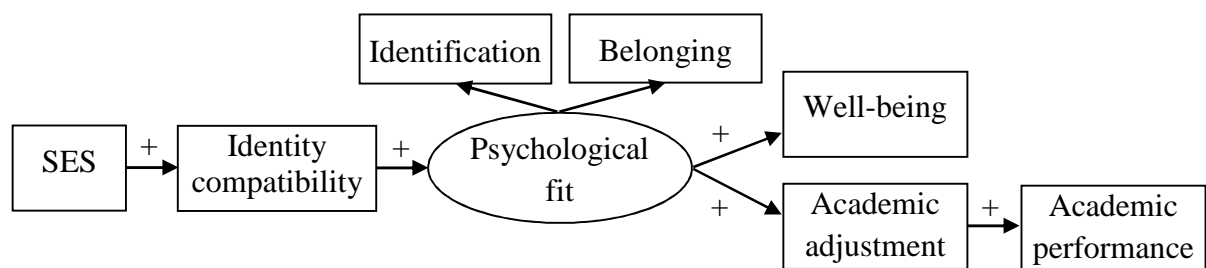 Identification
Belonging
Well-being
SES
+
Identity
compatibility
+
Psychological
fit
+
+
Academic
adjustment
+
Academic
performance